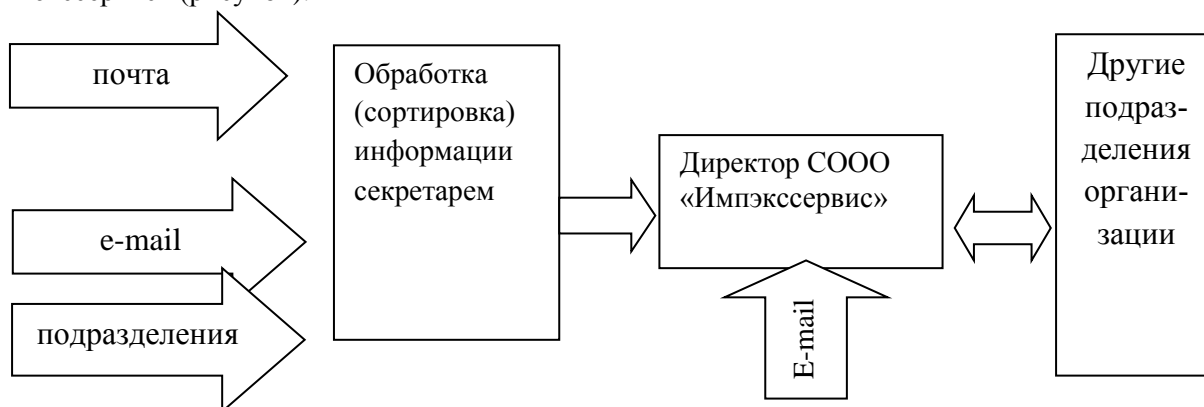 почта
e-mail
подразделения
Обработка
(сортировка)
информации
секретарем
Директор СООО
«Импэкссервис»
E-mail
Другие
подраз-
деления
органи-
зации